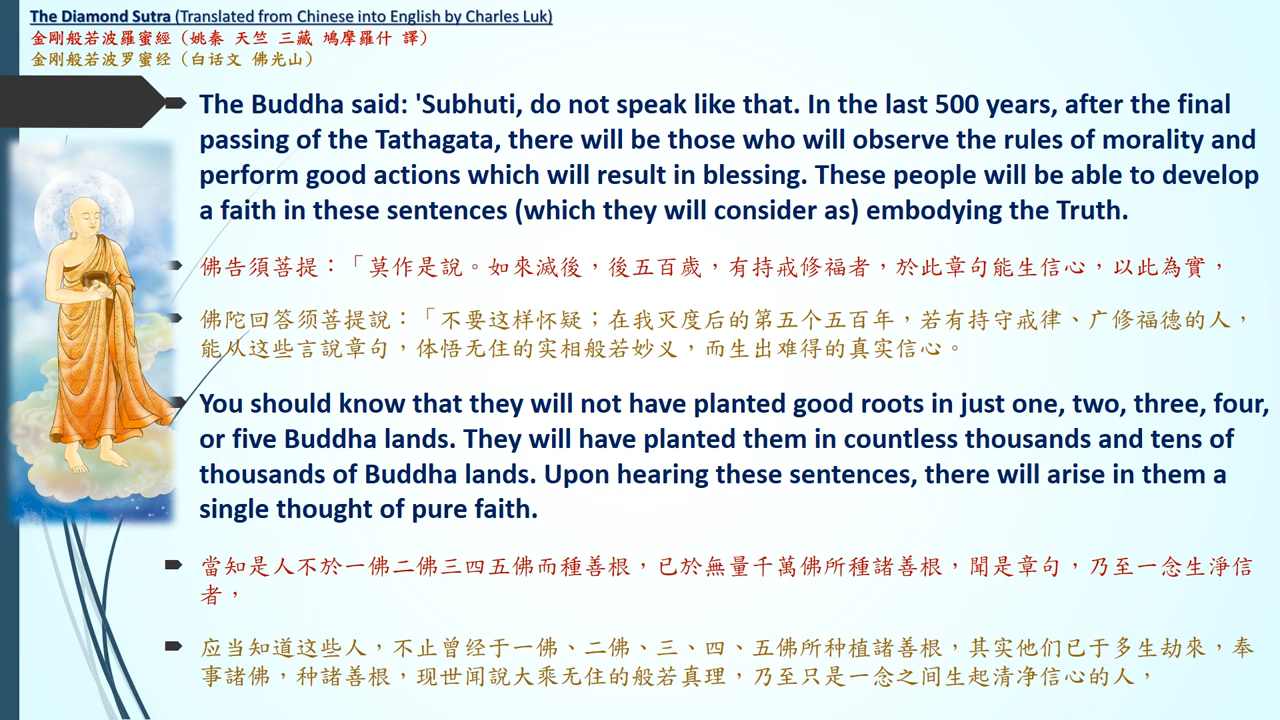 The Diamond Sutra (Translated from Chinese into English by Charles Luk)
金剛般若波羅蜜經（姚秦 天竺 三藏 鳩摩羅什 譯）
金剛般若波罗蜜经（白话文 佛光山）
The Buddha said: 'Subhuti, do not speak like that. In the last 500 years, after the final
passing of the Tathagata, there will be those who will observe the rules of morality and
perform good actions which will result in blessing. These people will be able to develop
a faith in these sentences (which they will consider as) embodying the Truth.
佛告須菩提：「莫作是說。如來滅後，後五百歲，有持戒修福者，於此章句能生信心，以此為實，
佛陀回答须菩提說：「不要这样怀疑；在我灭度后的第五个五百年，若有持守戒律、广修福德的人，
能从这些言說章句，体悟无住的实相般若妙义，而生出难得的真实信心。
You should know that they will not have planted good roots in just one, two, three, four,
or five Buddha lands. They will have planted them in countless thousands and tens of
thousands of Buddha lands. Upon hearing these sentences, there will arise in them a
single thought of pure faith.
當知是人不於一佛二佛三四五佛而種善根，已於無量千萬佛所種諸善根，聞是章句，乃至一念生淨信
者，
应当知道这些人，不止曾经于一佛、二佛、三、四、五佛所种植諸善根，其实他们已于多生劫來，奉
事諸佛，种諸善根，现世闻說大乘无住的般若真理，乃至只是一念之间生起清净信心的人，